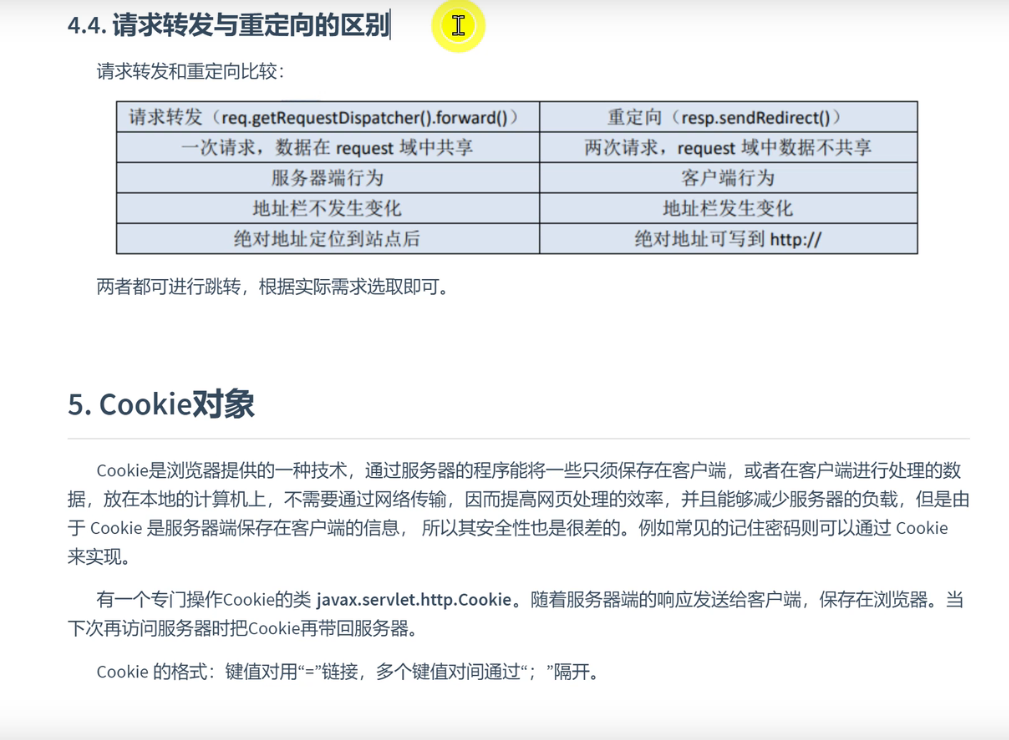 4.4. 请求转发与重定向的区别
请求转发和重定向比较：
请求转发（req.getRequestDispatcher().forward()） 重定向（resp.sendRedirect()）
一次请求，数据在 request 域中共享 两次请求，request 域中数据不共享
服务器端行为 客户端行为
地址栏不发生变化 地址栏发生变化
绝对地址定位到站点后 绝对地址可写到 http://
两者都可进行跳转，根据实际需求选取即可。
5. Cookie对象
Cookie是浏览器提供的一种技术，通过服务器的程序能将一些只须保存在客户端，或者在客户端进行处理的数
据，放在本地的计算机上，不需要通过网络传输，因而提高网页处理的效率，并且能够减少服务器的负载，但是由
于 Cookie 是服务器端保存在客户端的信息， 所以其安全性也是很差的。例如常见的记住密码则可以通过 Cookie
来实现。
有一个专门操作Cookie的类 javax.servlet.http.Cookie。随着服务器端的响应发送给客户端，保存在浏览器。当
下次再访问服务器时把Cookie再带回服务器。
Cookie 的格式：键值对用“=”链接，多个键值对间通过“；”隔开。